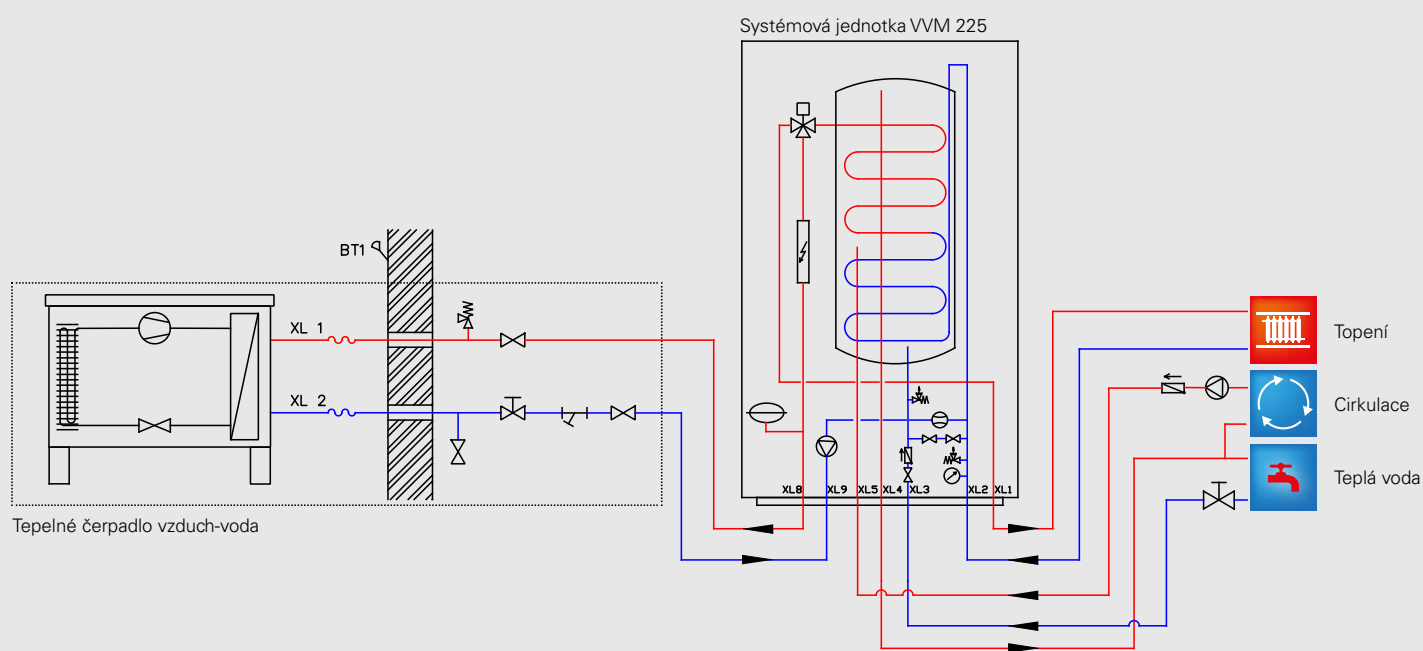 Systémová jednotka VVM 225
BT1
XL 1
XL 2
Topení
Cirkulace
Teplá voda
XL8 XL9 XL5 XL4 XL3 XL2 XL1
Tepelné čerpadlo vzduch-voda